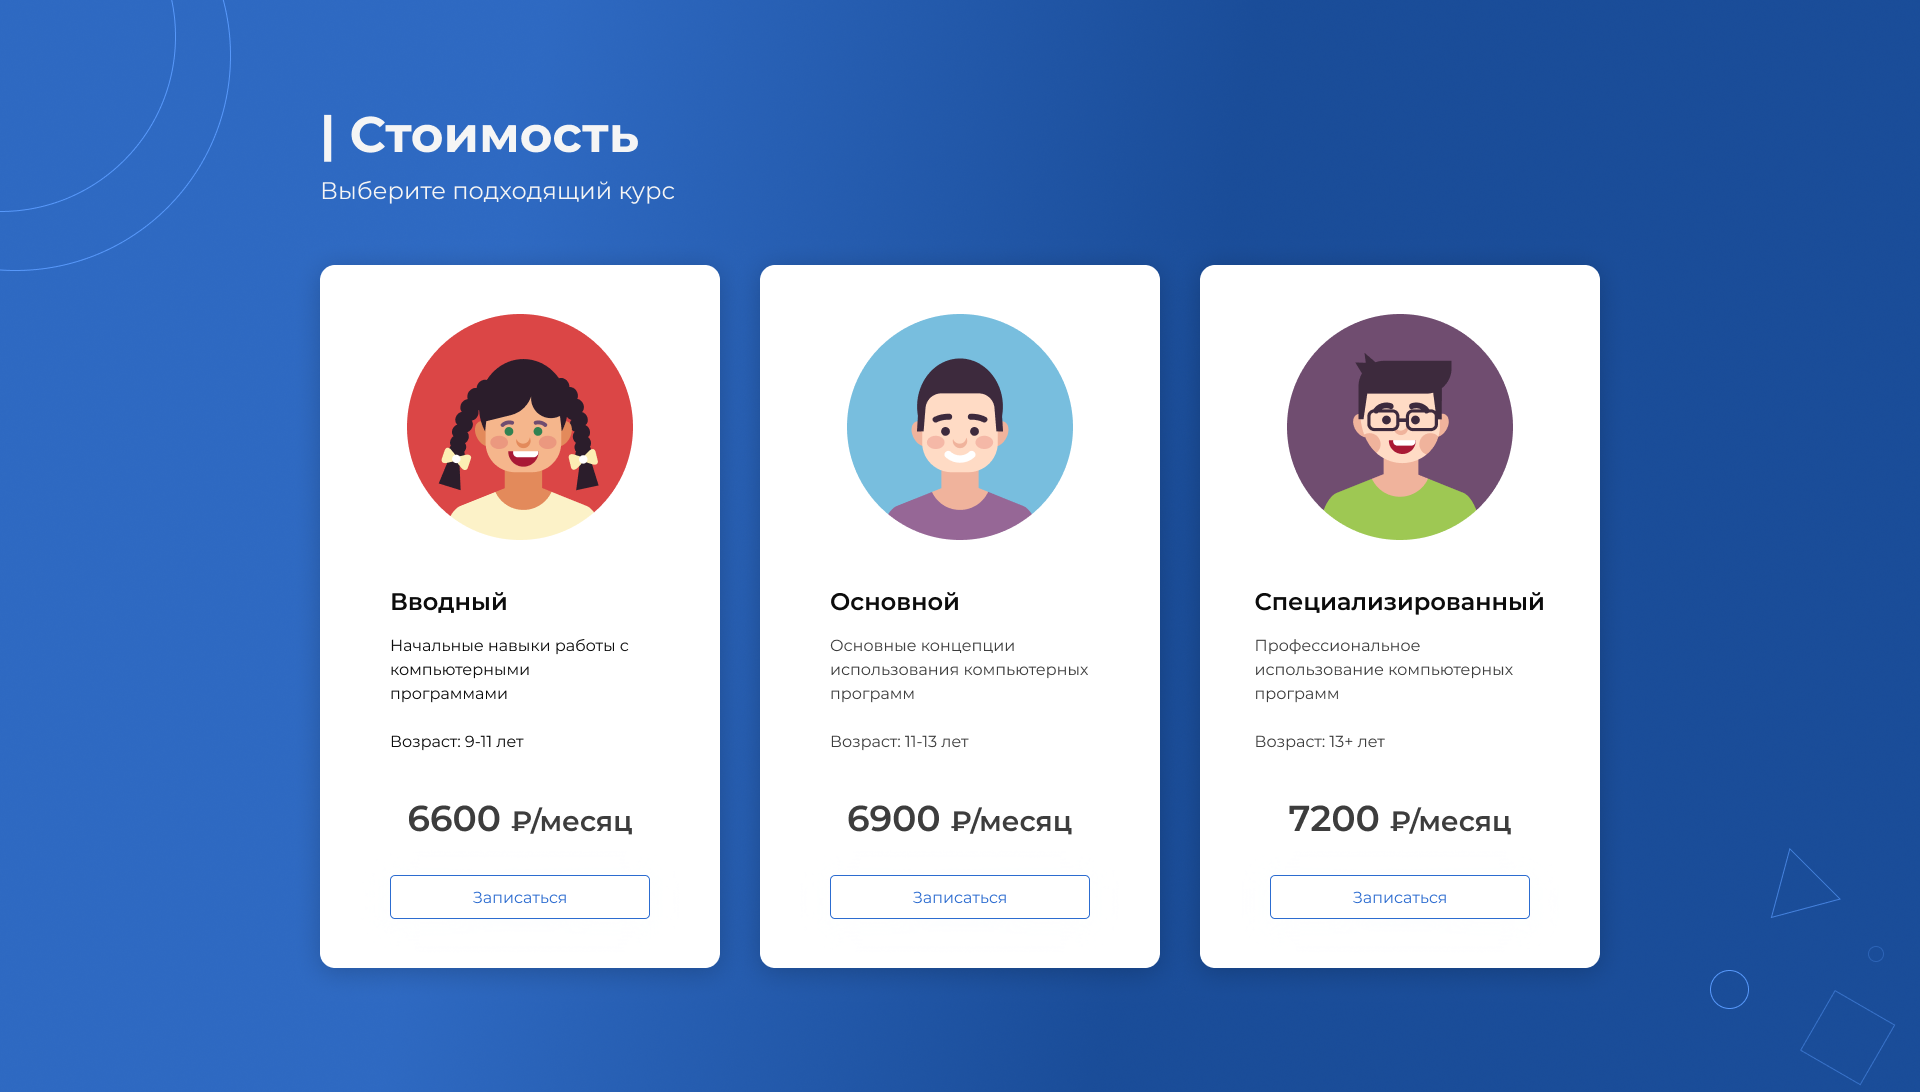 | Стоимость
Выберите подходящий курс
Вводный
Начальные навыки работы с
компьютерными
программами
Возраст: 9-11 лет
6600 ₽/месяц
Записаться
Основной
Основные концепции
использования компьютерных
программ
Возраст: 11-13 лет
6900 ₽/месяц
Записаться
Специализированный
Профессиональное
использование компьютерных
программ
Возраст: 13+ лет
7200 ₽/месяц
Записаться